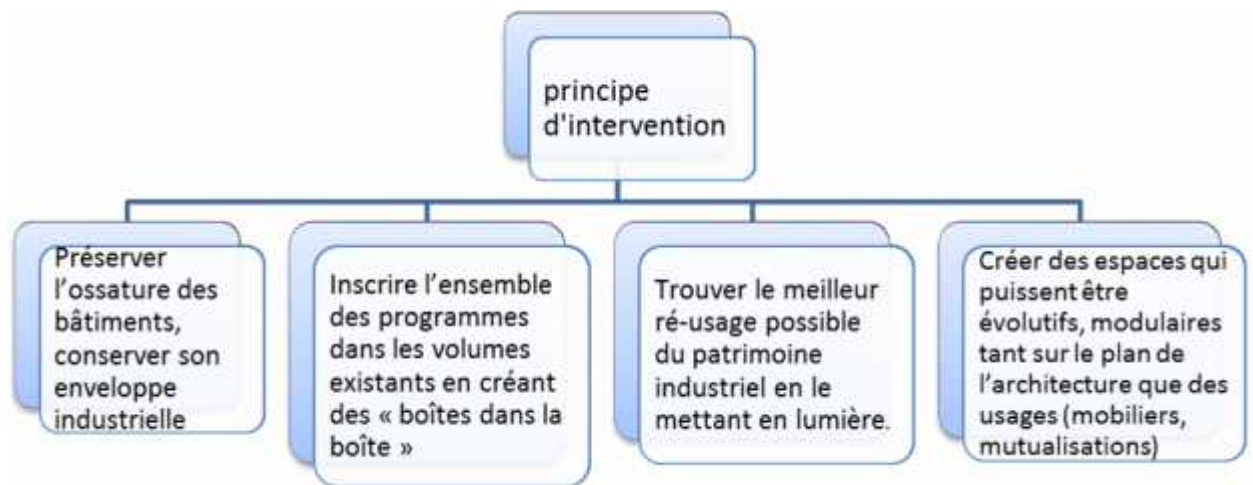 principe
d'intervention
Préserver
l'ossature des
bâtiments,
conserver son
enveloppe
industrielle
Inscrire l'ensemble
des programmes
dans les volumes
existants en créant
des « boîtes dans la
boîte »
Trouver le meilleur
ré-usage possible
du patrimoine
industriel en le
mettant en lumière.
Créer des espaces qui
puissent être
évolutifs, modulaires
tant sur le plan de
l'architecture que des
usages (mobiliers,
mutualisations)